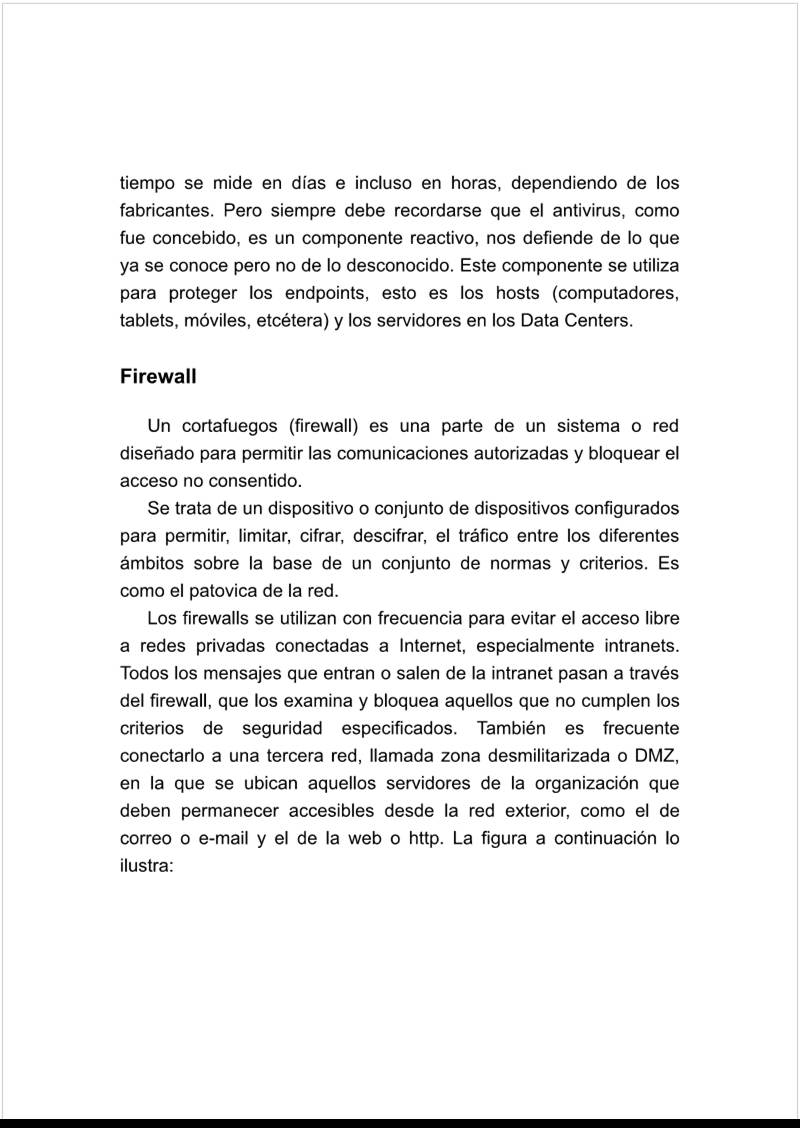 tiempo se mide en días e incluso en horas, dependiendo de los
fabricantes. Pero siempre debe recordarse que el antivirus, como
fue concebido, es un componente reactivo, nos defiende de lo que
ya se conoce pero no de lo desconocido. Este componente se utiliza
para proteger los endpoints, esto es los hosts (computadores,
tablets, móviles, etcétera) y los servidores en los Data Centers.
Firewall
Un cortafuegos (firewall) es una parte de un sistema o red
diseñado para permitir las comunicaciones autorizadas y bloquear el
acceso no consentido.
Se trata de un dispositivo o conjunto de dispositivos configurados
para permitir, limitar, cifrar, descifrar, el tráfico entre los diferentes
ámbitos sobre la base de un conjunto de normas y criterios. Es
como el patovica de la red.
Los firewalls se utilizan con frecuencia para evitar el acceso libre
a redes privadas conectadas a Internet, especialmente intranets.
Todos los mensajes que entran o salen de la intranet pasan a través
del firewall, que los examina y bloquea aquellos que no cumplen los
criterios de seguridad especificados. También es frecuente
conectarlo a una tercera red, llamada zona desmilitarizada o DMZ,
en la que se ubican aquellos servidores de la organización que
deben permanecer accesibles desde la red exterior, como el de
correo o e-mail y el de la web o http. La figura a continuación lo
ilustra: